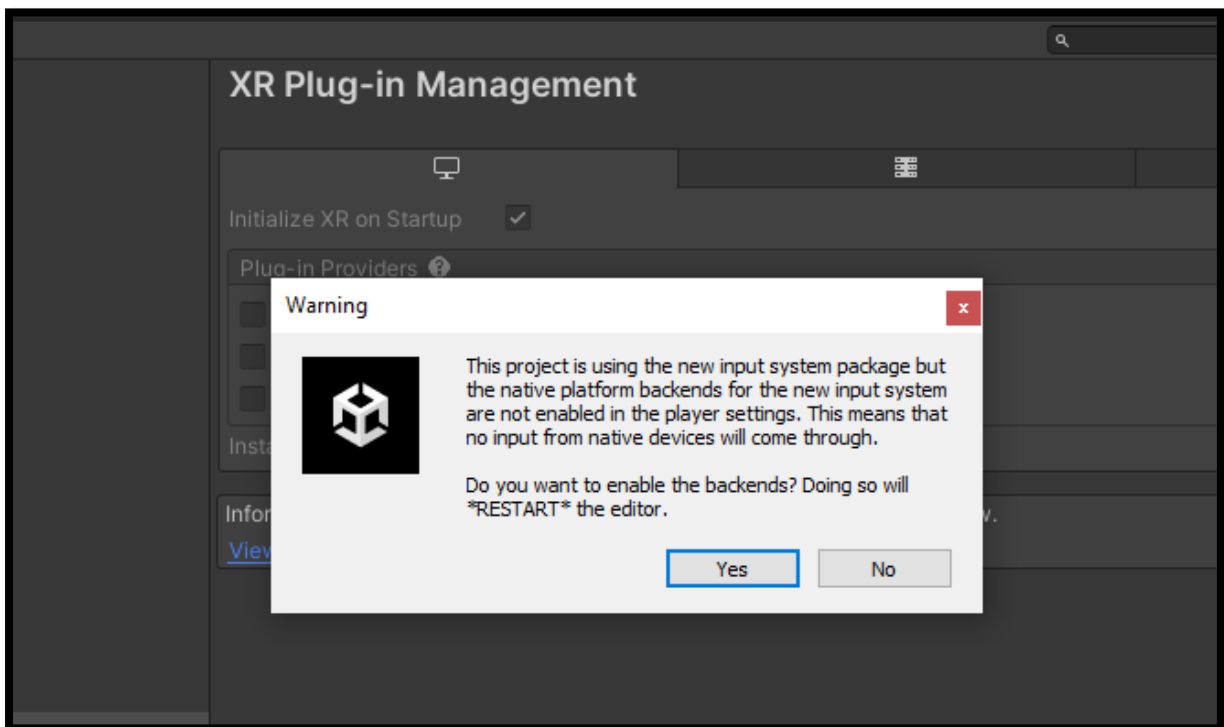 XR Plug-in Management
Initialize XR on Startup
Plug-in Providers
Warning
x
This project is using the new input system package but
the native platform backends for the new input system
are not enabled in the player settings. This means that
no input from native devices will come through.
Do you want to enable the backends? Doing so will
*RESTART* the editor.
Yes
No